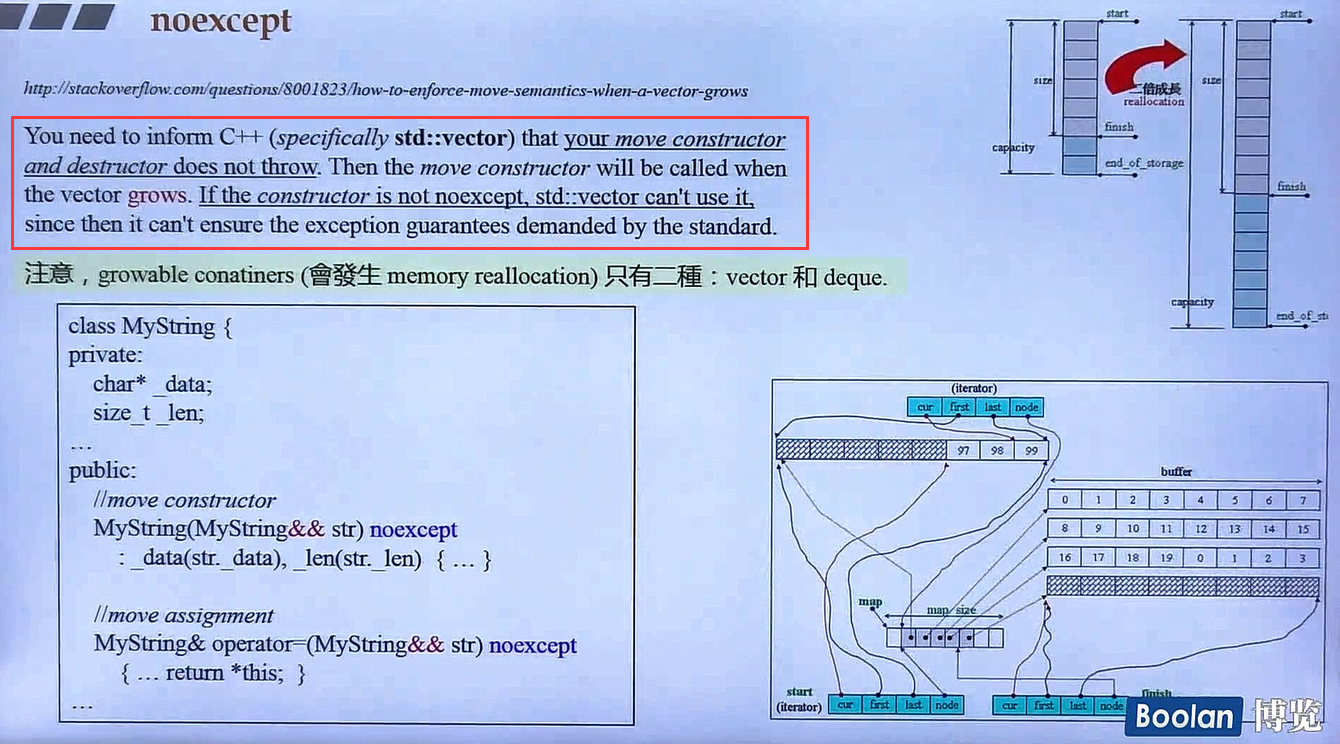 noexcept
http://stackoverflow.com/questions/8001823/how-to-enforce-move-semantics-when-a-vector-grows
You need to inform C++ (specifically std::vector) that your move constructor
and destructor does not throw. Then the move constructor will be called when
the vector grows. If the constructor is not noexcept, std::vector can't use it,
since then it can't ensure the exception guarantees demanded by the standard.
注意，growable conatiners (會發生 memory reallocation) 只有二種：vector 和 deque.
class MyString {
private:
char* _data;
size_t _len;
...
public:
//move constructor
MyString(MyString&& str) noexcept
: _data(str._data), _len(str._len) { ... }
//move assignment
MyString& operator=(MyString&& str) noexcept
{ ... return *this; }
...
start
size
finish
capacity
end_of_storage
二倍成長
reallocation
start
size
finish
capacity
end_of_st
(iterator)
cur first last node
97 98 99
buffer
0 1 2 3 4 5 6 7
8 9 10 11 12 13 14 15
16 17 18 19 0 1 2 3
map
map_size
start
(iterator)
cur first last node
finish
cur first last node
Boolan 博览